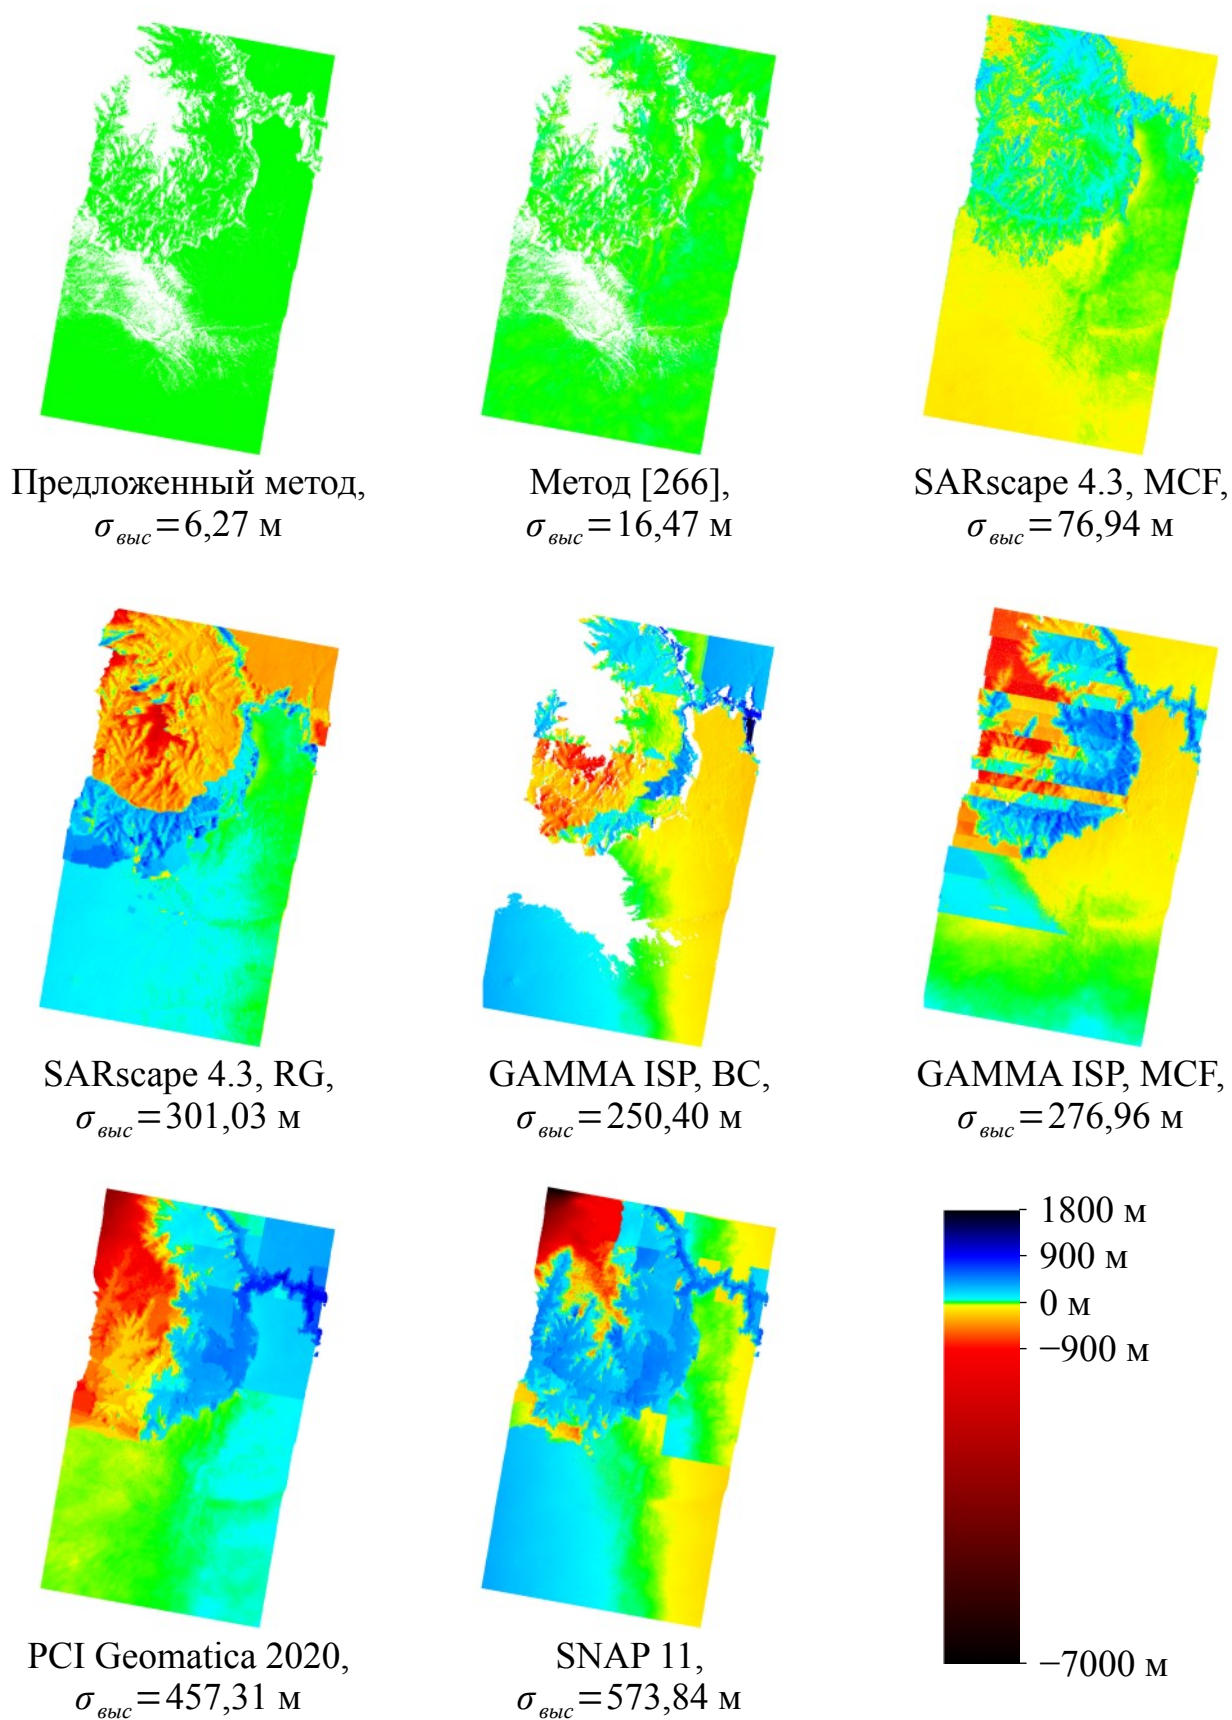 Предложенный метод,
σвыс=6,27 м
Метод [266],
σвыс=16,47 м
SARscape 4.3, MCF,
σвыс=76,94 м
SARscape 4.3, RG,
σвыс=301,03 м
GAMMA ISP, BC,
σвыс=250,40 м
GAMMA ISP, MCF,
σвыс=276,96 м
PCI Geomatica 2020,
σвыс=457,31 м
SNAP 11,
σвыс=573,84 м
1800 м
900 м
0 м
−900 м
−7000 м